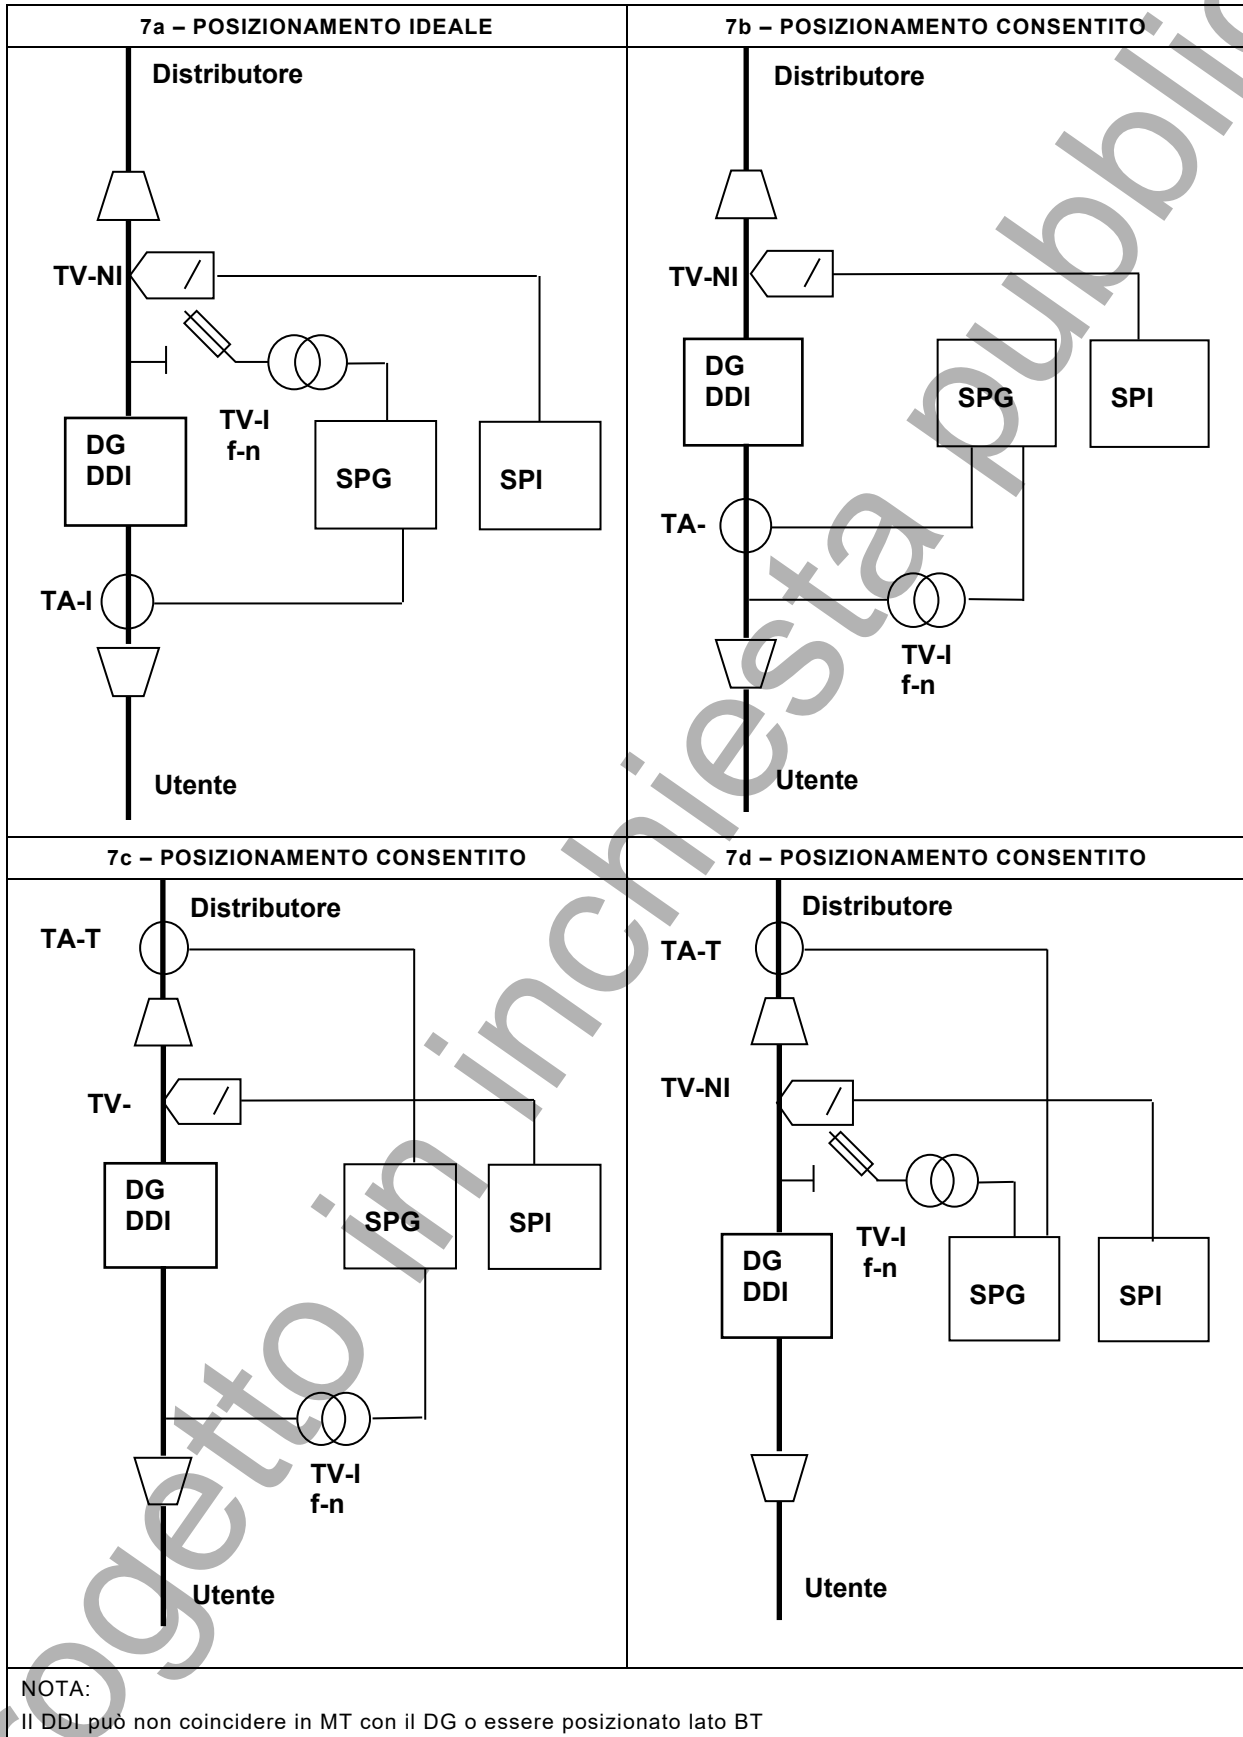 7a – POSIZIONAMENTO IDEALE
Distributore
TV-NI
TV-I
f-n
DG
DDI
SPG
SPI
TA-I
Utente
7b – POSIZIONAMENTO CONSENTITO
Distributore
TV-NI
DG
DDI
SPG
SPI
TA-
TV-I
f-n
Utente
7c – POSIZIONAMENTO CONSENTITO
Distributore
TA-T
TV-
DG
DDI
SPG
SPI
TV-I
f-n
Utente
7d – POSIZIONAMENTO CONSENTITO
Distributore
TA-T
TV-NI
TV-I
f-n
DG
DDI
SPG
SPI
Utente
NOTA:
Il DDI può non coincidere in MT con il DG o essere posizionato lato BT
rogetto in inchiesta pubblic